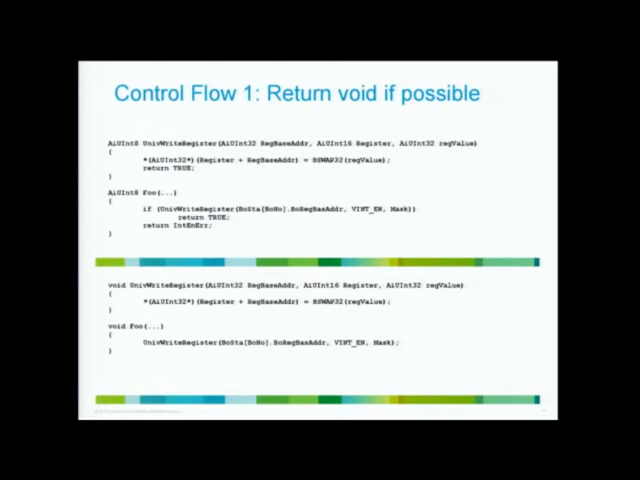 Control Flow 1: Return void if possible
AiUInt8 UnivWriteRegister(AiUInt32 RegBaseAddr, AiUInt16 Register, AiUInt32 regValue)
{
*(AiUInt32*)(Register + RegBaseAddr) = BSWAP32(regValue);
return TRUE;
}
AiUInt8 Foo(...)
{
if (UnivWriteRegister(BoSta[BoNo].BoRegBasAddr, VINT_EN, Mask))
return TRUE;
return IntEnErr;
}
void UnivWriteRegister(AiUInt32 RegBaseAddr, AiUInt16 Register, AiUInt32 regValue)
{
*(AiUInt32*)(Register + RegBaseAddr) = BSWAP32(regValue);
}
void Foo(...)
{
UnivWriteRegister(BoSta[BoNo].BoRegBasAddr, VINT_EN, Mask);
}